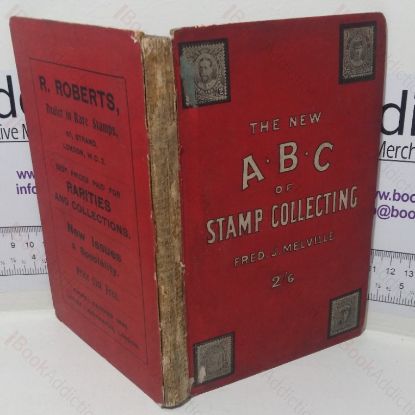 R. ROBERTS,
Dealer in Rare Stamps,
STRAND,
LONDON, W.C.2.
BEST PRICES PAID FOR
RARITIES
AND COLLECTIONS.
New Issues
a Speciality.
THE NEW
A·B·C
OF
STAMP COLLECTING
FRED. J. MELVILLE
2/6